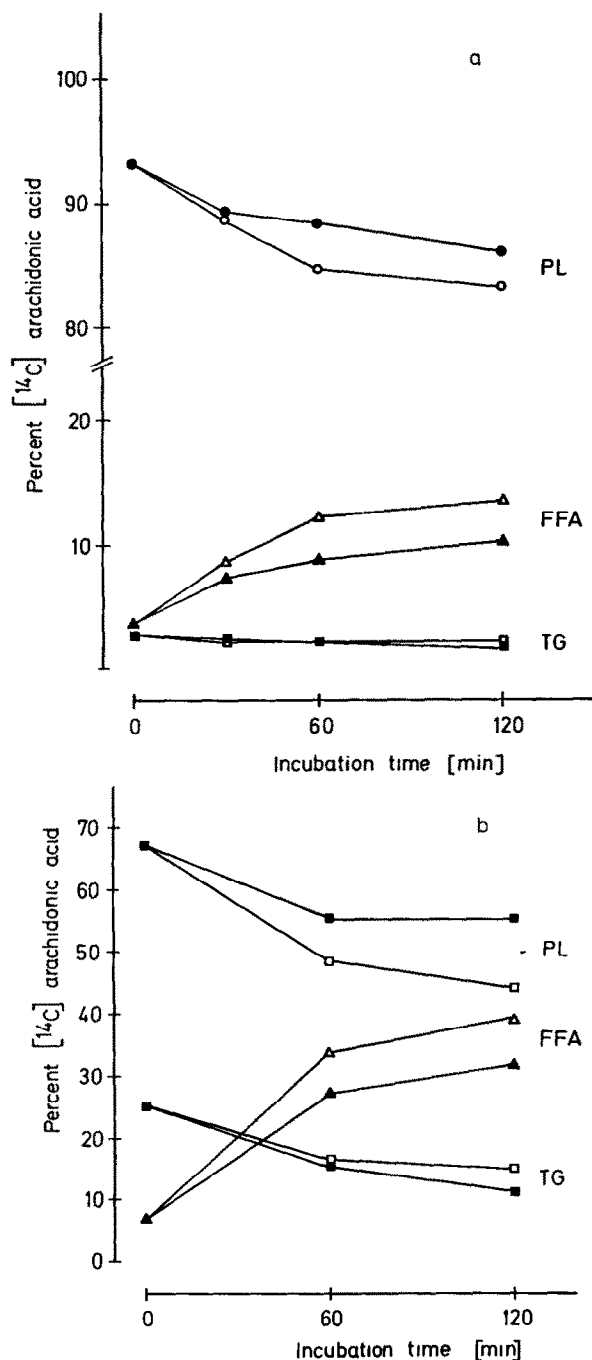 a
100
90
80
20
10
PL
FFA
TG
Percent [14C] arachidonic acid
0 60 120
Incubation time [min]
b
70
60
50
40
30
20
10
0
PL
FFA
TG
Percent [14C] arachidonic acid
0 60 120
Incubation time [min]